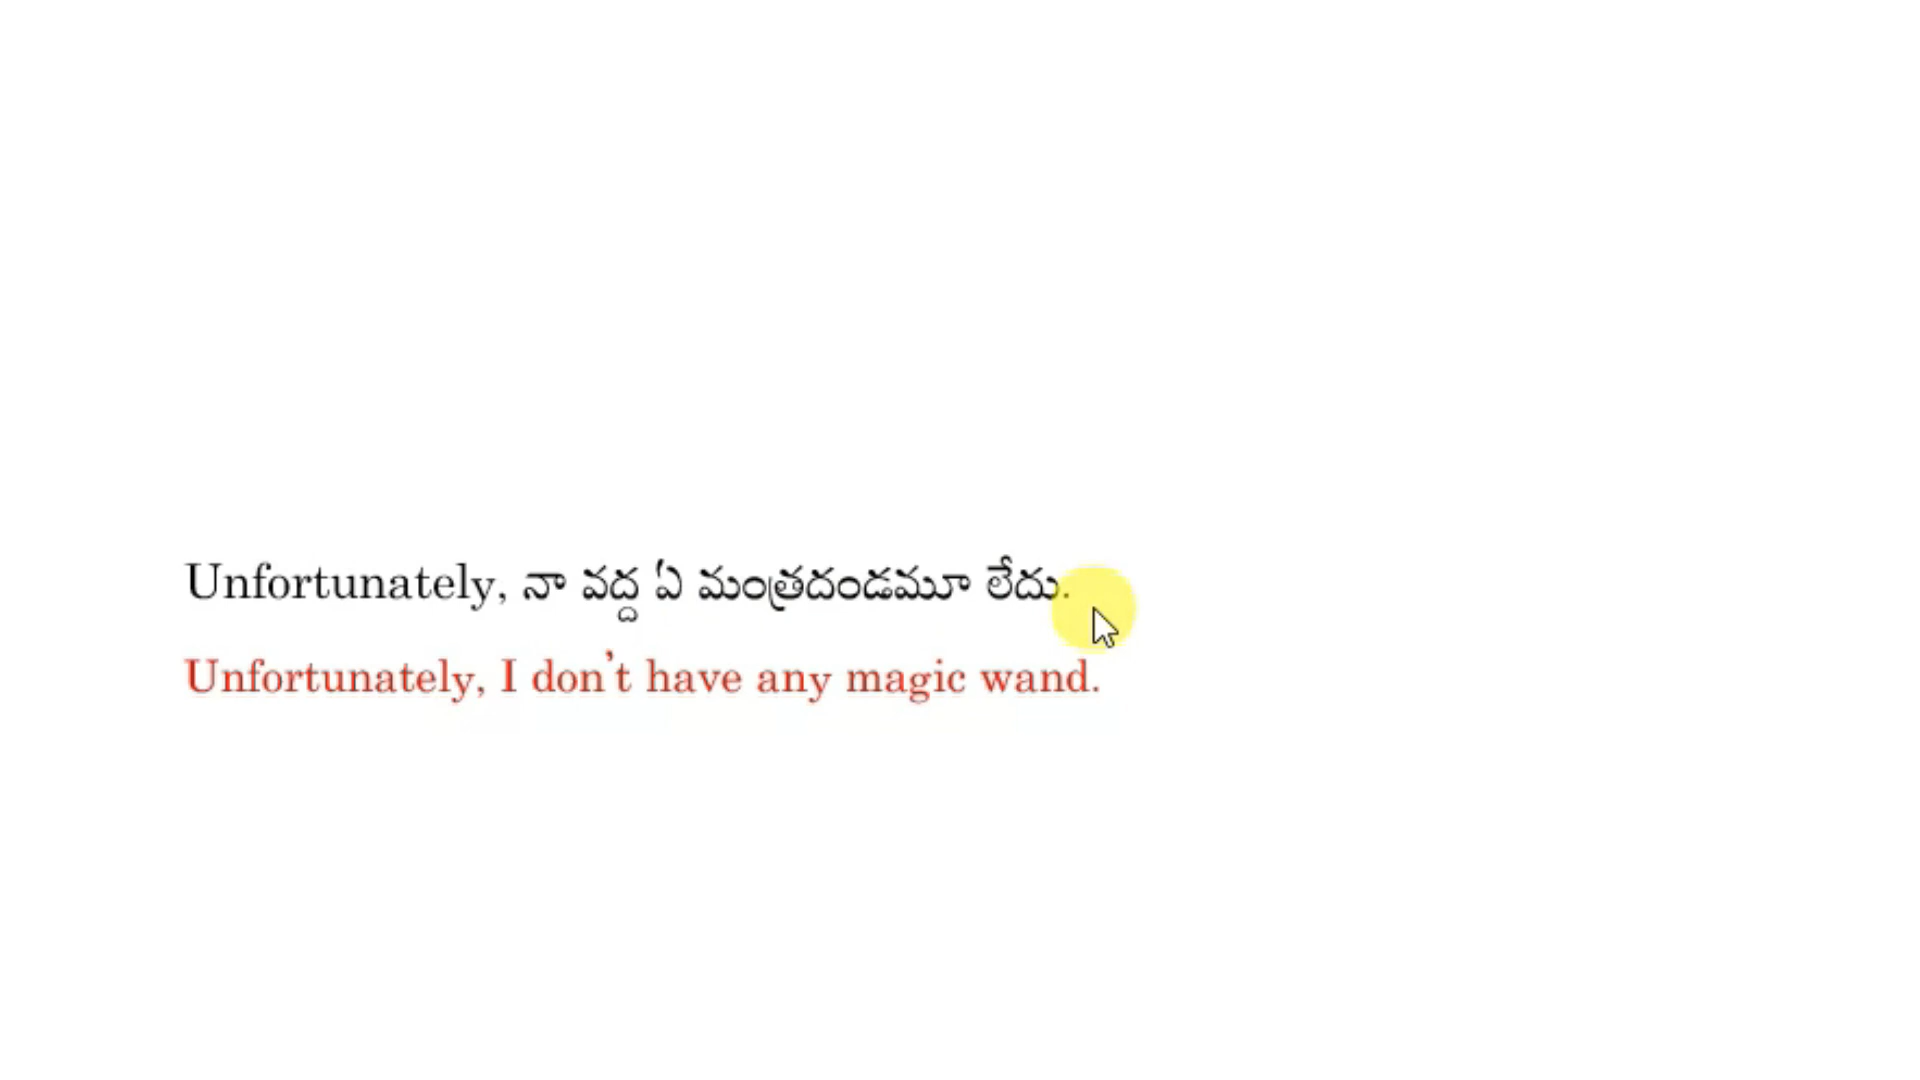 Unfortunately, నా వద్ద ఏ మంత్రదండమూ లేదు.
Unfortunately, I don't have any magic wand.